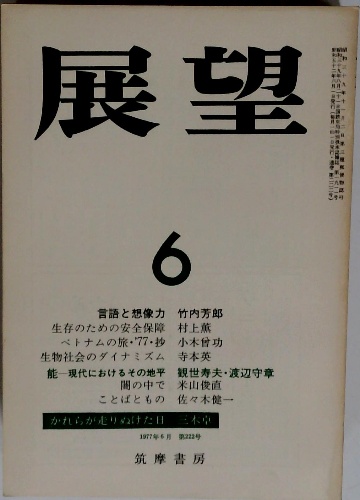 展望
6
言語と想像力 竹内芳郎
生存のための安全保障 村上薫
ベトナムの旅・'77・抄 小木曽功
生物社会のダイナミズム 寺本英
能―現代におけるその地平 観世寿夫・渡辺守章
闇の中で 米山俊直
ことばともの 佐々木健一
かれらが走りぬけた日 三木卓
1977年6月 第222号
筑摩書房